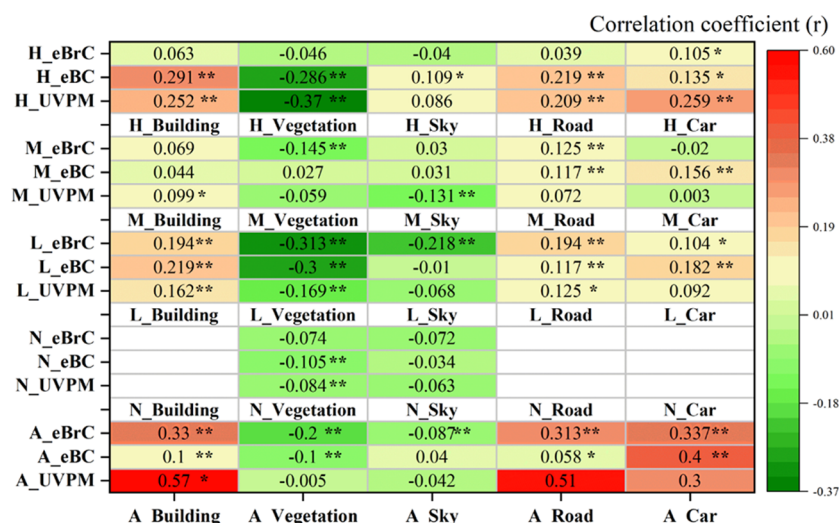 Correlation coefficient (r)
H_eBrC 0.063 -0.046 -0.04 0.039 0.105 *
H_eBC 0.291 ** -0.286 ** 0.109 * 0.219 ** 0.135 *
H_UVPM 0.252 ** -0.37 ** 0.086 0.209 ** 0.259 **
H_Building H_Vegetation H_Sky H_Road H_Car
M_eBrC 0.069 -0.145 ** 0.03 0.125 ** -0.02
M_eBC 0.044 0.027 0.031 0.117 ** 0.156 **
M_UVPM 0.099 * -0.059 -0.131 ** 0.072 0.003
M_Building M_Vegetation M_Sky M_Road M_Car
L_eBrC 0.194** -0.313 ** -0.218 ** 0.194 ** 0.104 *
L_eBC 0.219** -0.3 ** -0.01 0.117 ** 0.182 **
L_UVPM 0.162** -0.169 ** -0.068 0.125 * 0.092
L_Building L_Vegetation L_Sky L_Road L_Car
N_eBrC -0.074 -0.072
N_eBC -0.105 ** -0.034
N_UVPM -0.084 ** -0.063
N_Building N_Vegetation N_Sky N_Road N_Car
A_eBrC 0.33 ** -0.2 ** -0.087** 0.313** 0.337 **
A_eBC 0.1 ** -0.1 ** 0.04 0.058 * 0.4 **
A_UVPM 0.57 * -0.005 -0.042 0.51 0.3
A_Building A_Vegetation A_Sky A_Road A_Car
0.60
0.38
0.19
0.01
-0.18
-0.37